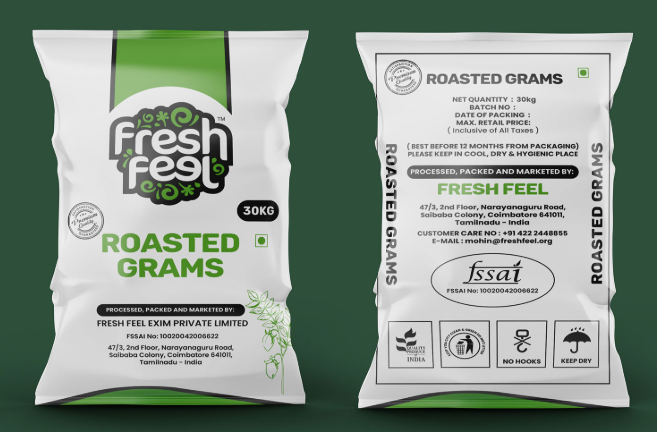 fresh
feel
TM
30KG
Premium
Quality
ROASTED
GRAMS
PROCESSED, PACKED AND MARKETED BY:
FRESH FEEL EXIM PRIVATE LIMITED
FSSAI No: 10020042006622
47/3, 2nd Floor, Narayanaguru Road,
Saibaba Colony, Coimbatore 641011,
Tamilnadu - India
ROASTED GRAMS
NET QUANTITY : 30kg
BATCH NO :
DATE OF PACKING :
MAX. RETAIL PRICE:
( Inclusive of All Taxes )
( BEST BEFORE 12 MONTHS FROM PACKAGING)
PLEASE KEEP IN COOL, DRY & HYGIENIC PLACE
PROCESSED, PACKED AND MARKETED BY:
FRESH FEEL
47/3, 2nd Floor, Narayanaguru Road,
Saibaba Colony, Coimbatore 641011,
Tamilnadu - India
CUSTOMER CARE NO : +91 422 2448855
E-MAIL : mohin@freshfeel.org
ROASTED GRAMS
ROASTED GRAMS
fssai
FSSAI No: 10020042006622
QUALITY
PRODUCE
OF
INDIA
NO HOOKS
KEEP DRY